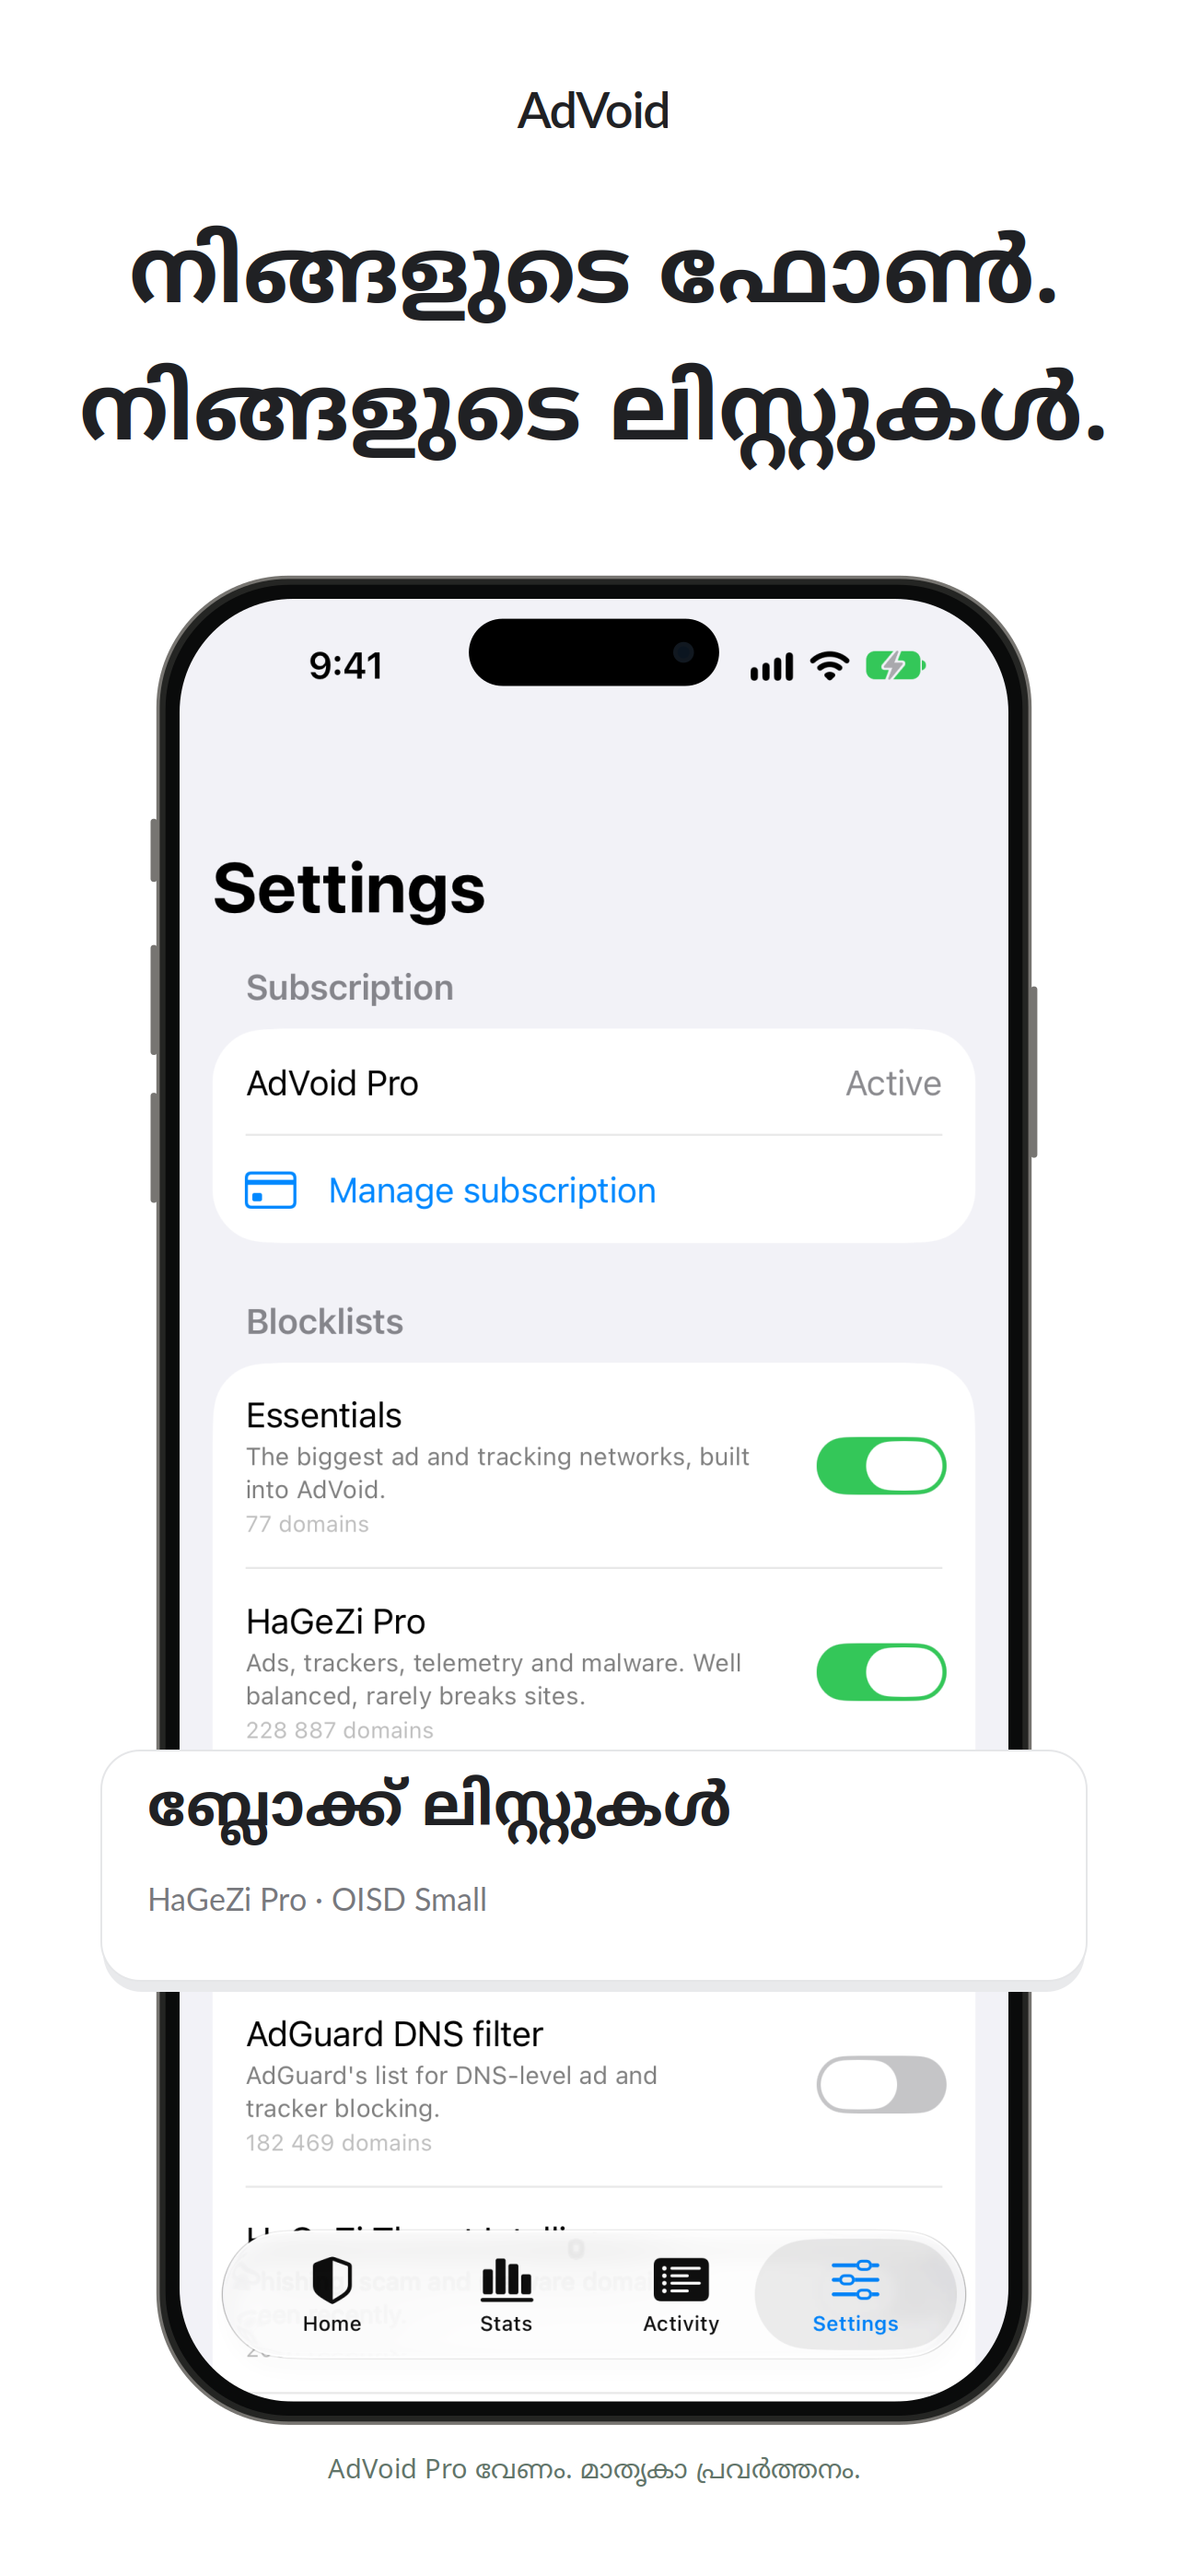 AdVoid
നിങ്ങളുടെ ഫോൺ.
നിങ്ങളുടെ ലിസ്റ്റുകൾ.
9:41
Settings
Subscription
AdVoid Pro Active
Manage subscription
Blocklists
Essentials
The biggest ad and tracking networks, built
into AdVoid.
77 domains
HaGeZi Pro
Ads, trackers, telemetry and malware. Well
balanced, rarely breaks sites.
228 887 domains
ബ്ലോക്ക് ലിസ്റ്റുകൾ
HaGeZi Pro · OISD Small
AdGuard DNS filter
AdGuard's list for DNS-level ad and
tracker blocking.
182 469 domains
Home Stats Activity Settings
AdVoid Pro വേണം. മാതൃകാ പ്രവർത്തനം.